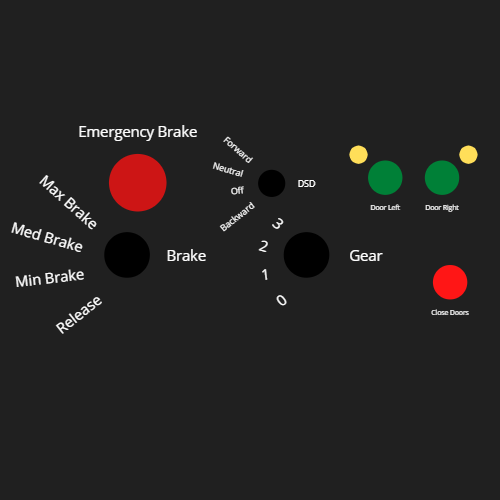 Emergency Brake
Max Brake
Med Brake
Min Brake
Release
Brake
Forward
Neutral
Off
Backward
DSD
3
2
1
0
Gear
Door Left
Door Right
Close Doors